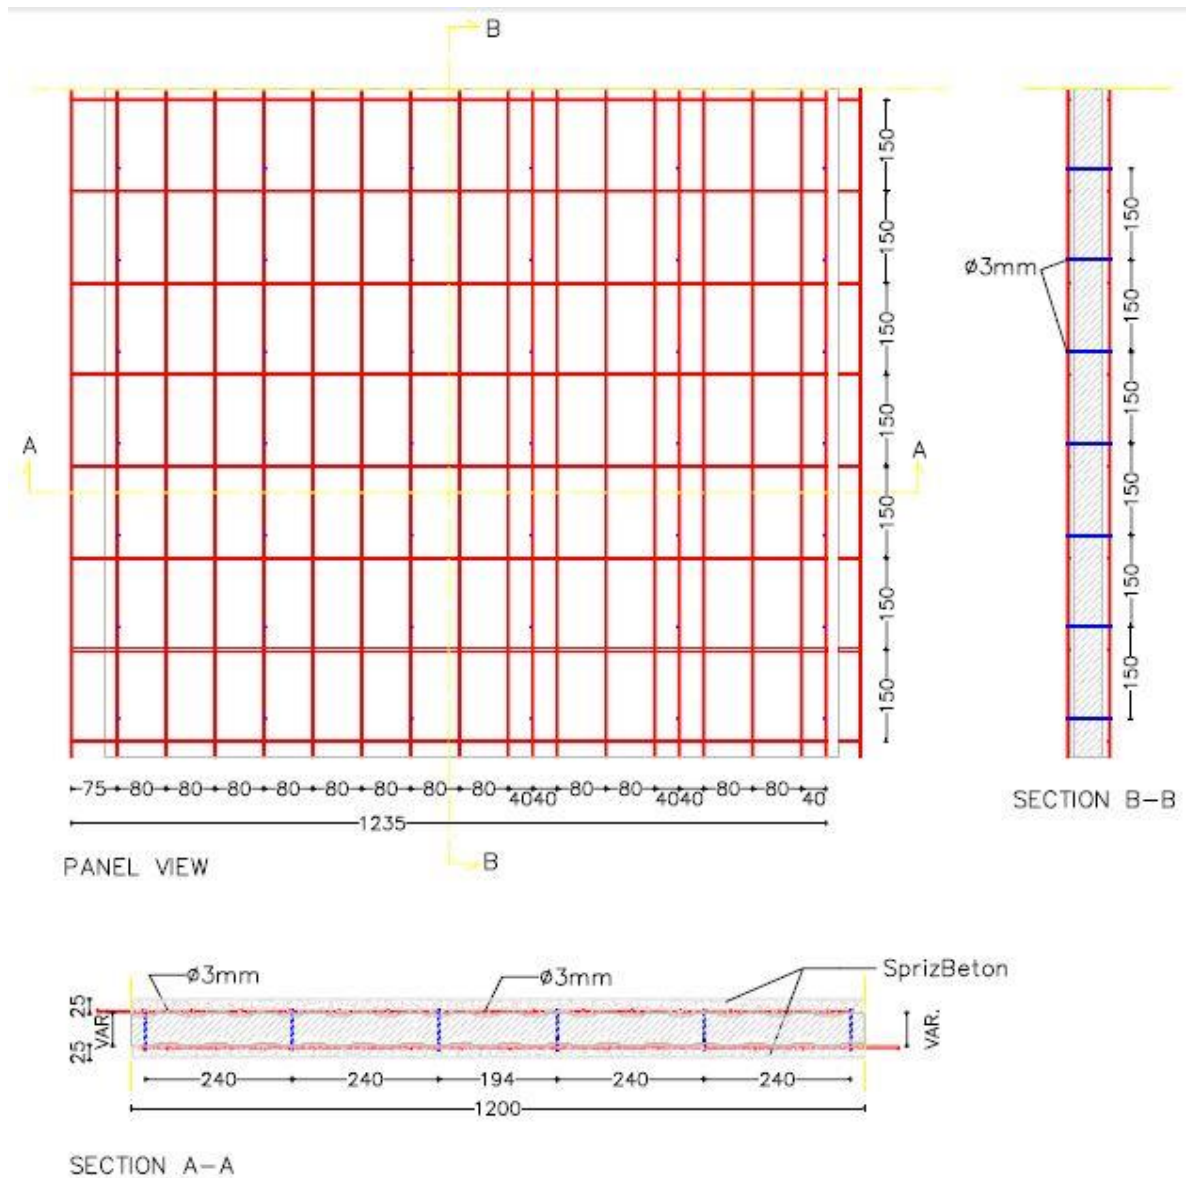 B
150
150
150
150
150
150
150
A
A
75 80 80 80 80 80 80 80 80 4040 80 80 4040 80 80 40
1235
B
PANEL VIEW
ø3mm
150
150
150
150
150
150
SECTION B-B
ø3mm
ø3mm
SprizBeton
25
VAR.
25
VAR.
240 240 194 240 240
1200
SECTION A-A